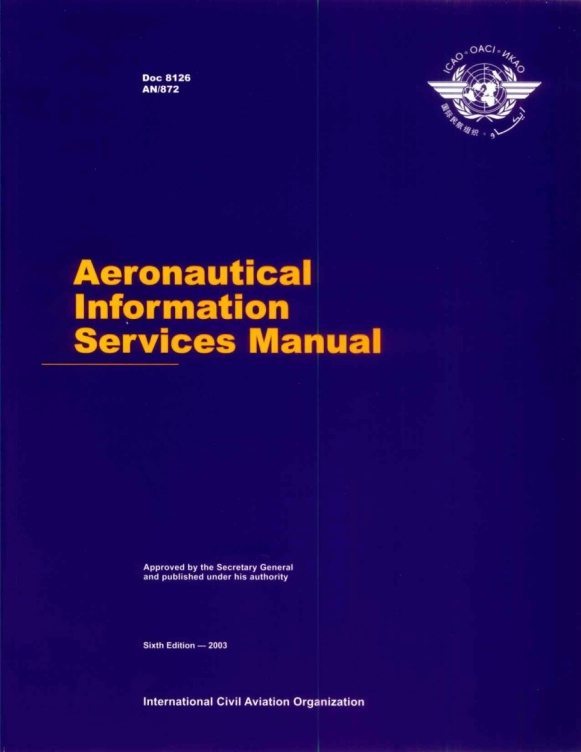 Doc 8126
AN/872
ICAO • OACI • ИКАО
国际民航组织 • إيكاو
Aeronautical
Information
Services Manual
Approved by the Secretary General
and published under his authority
Sixth Edition — 2003
International Civil Aviation Organization